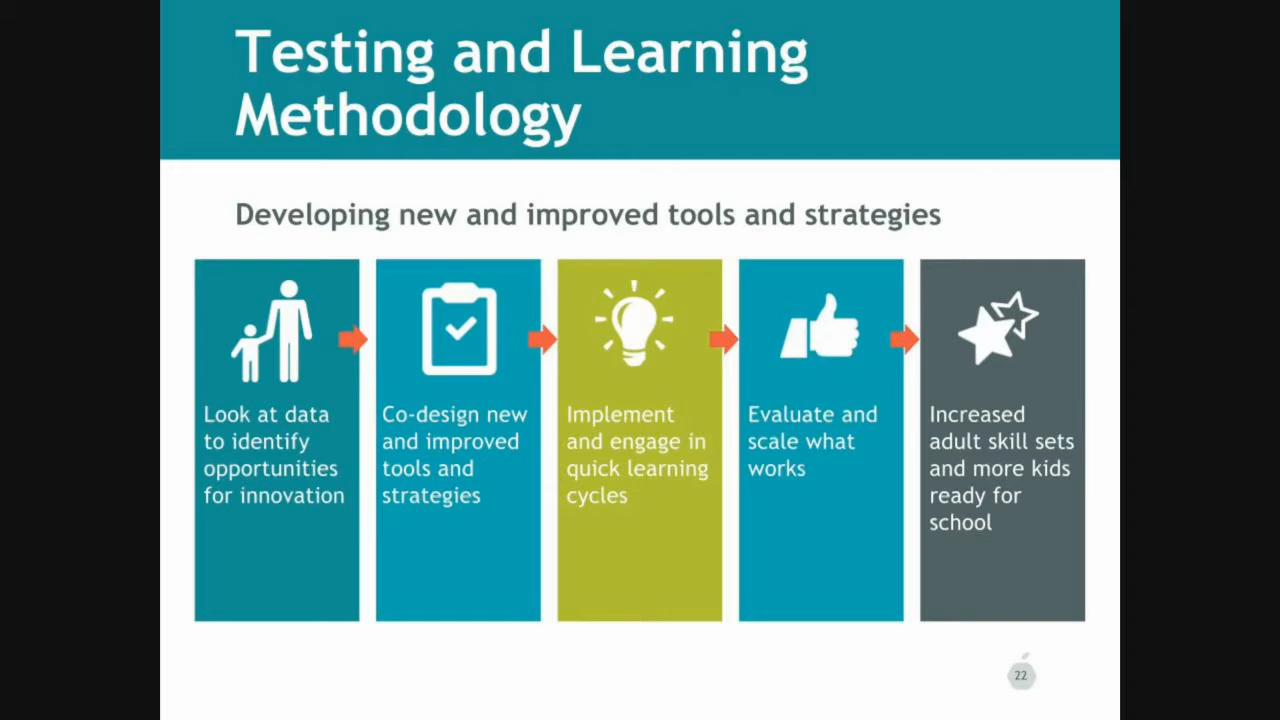 Testing and Learning
Methodology
Developing new and improved tools and strategies
Look at data
to identify
opportunities
for innovation
Co-design new
and improved
tools and
strategies
Implement
and engage in
quick learning
cycles
Evaluate and
scale what
works
Increased
adult skill sets
and more kids
ready for
school
22